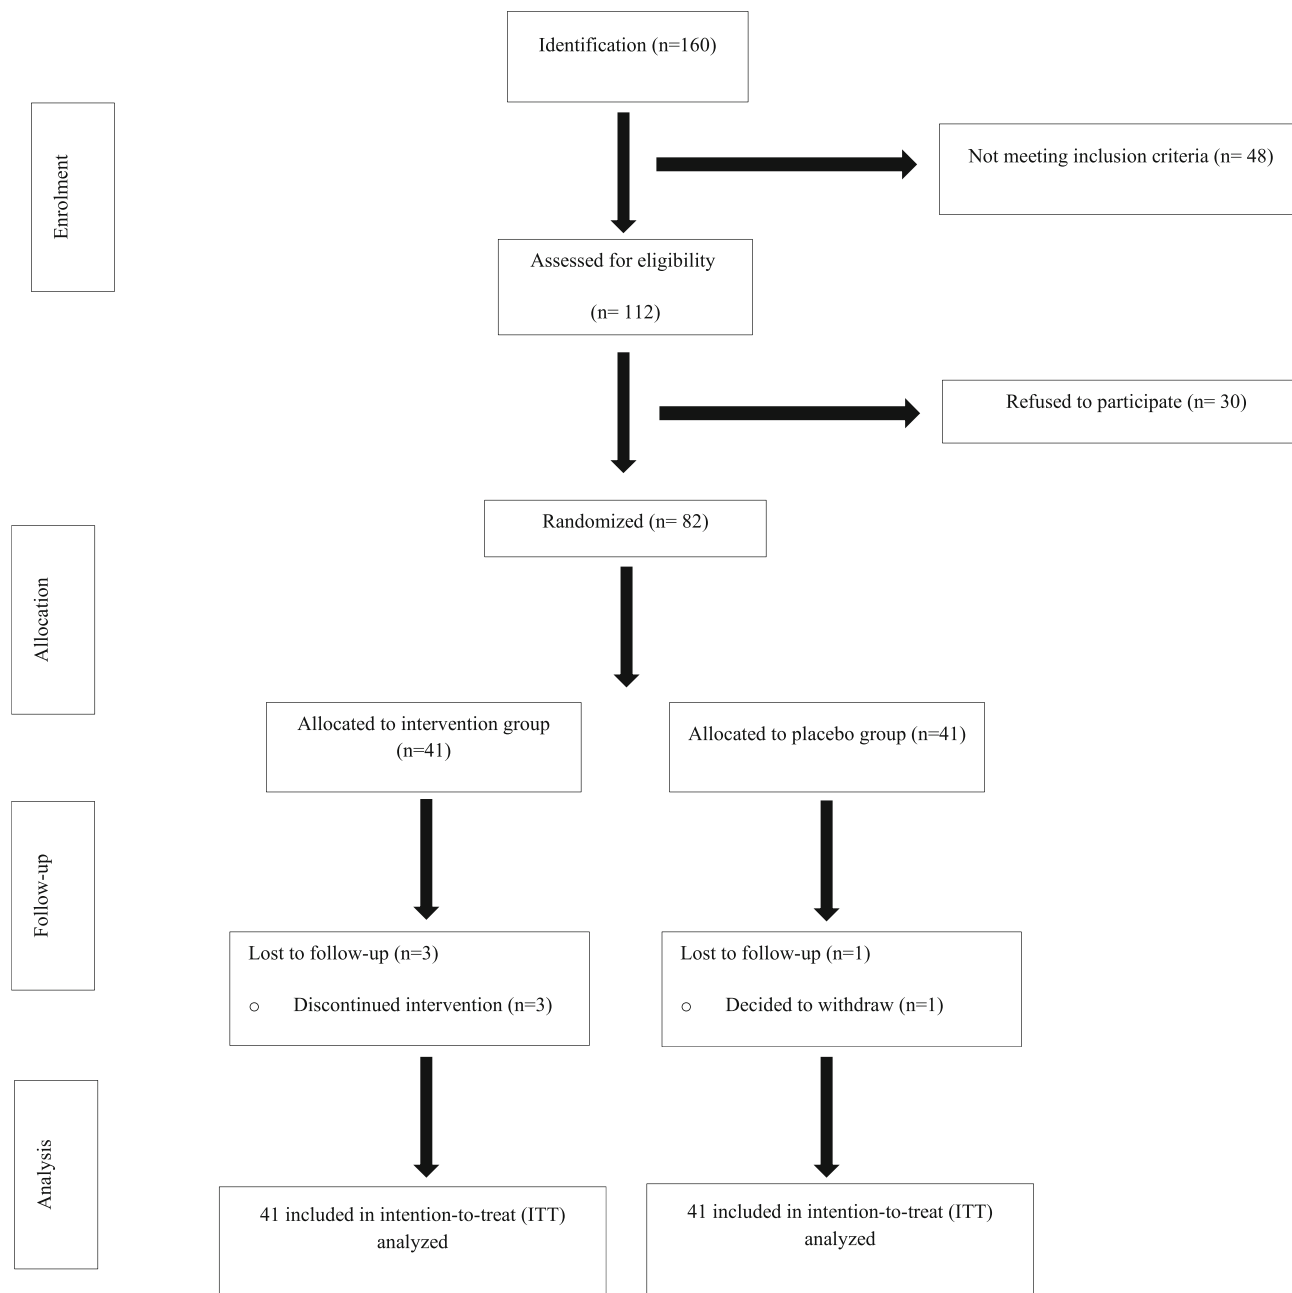 Identification (n=160)
Enrolment
Not meeting inclusion criteria (n= 48)
Assessed for eligibility
(n= 112)
Refused to participate (n= 30)
Randomized (n= 82)
Allocation
Allocated to intervention group
(n=41)
Allocated to placebo group (n=41)
Follow-up
Lost to follow-up (n=3)
○ Discontinued intervention (n=3)
Lost to follow-up (n=1)
○ Decided to withdraw (n=1)
Analysis
41 included in intention-to-treat (ITT)
analyzed
41 included in intention-to-treat (ITT)
analyzed